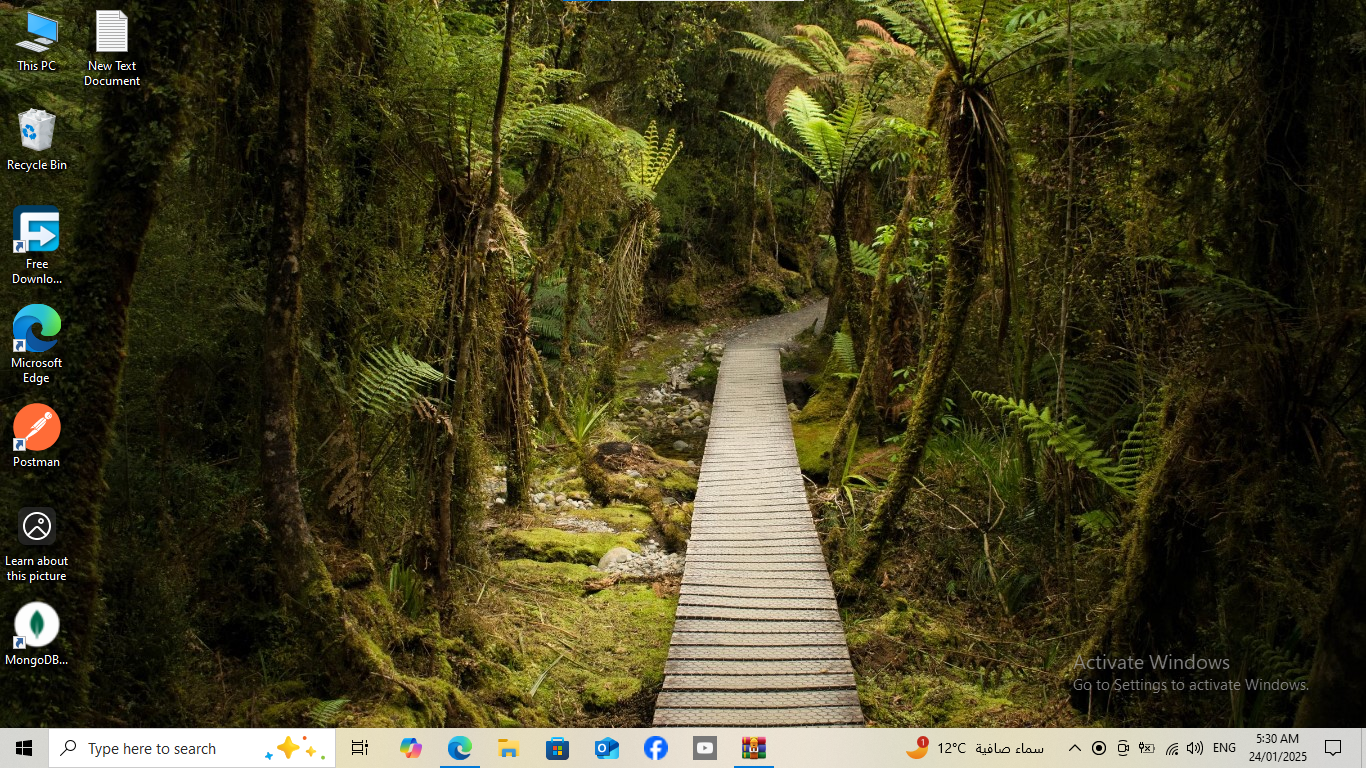 This PC
New Text
Document
Recycle Bin
Free
Downlo...
Microsoft
Edge
Postman
Learn about
this picture
MongoDB...
Activate Windows
Go to Settings to activate Windows.
Type here to search
1
12°C سماء صافية
ENG
5:30 AM
24/01/2025